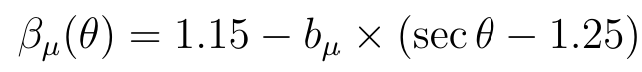 β_μ(θ) = 1.15 − b_μ × (sec θ − 1.25)